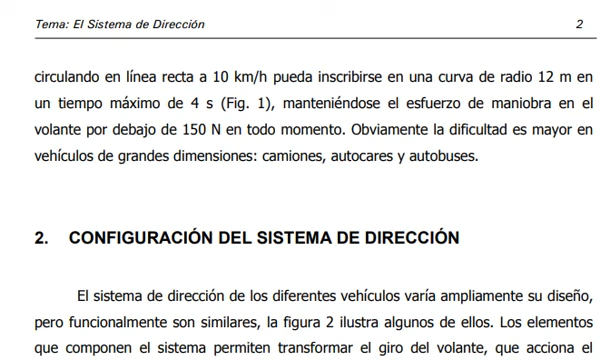 Tema: El Sistema de Dirección 2
circulando en línea recta a 10 km/h pueda inscribirse en una curva de radio 12 m en
un tiempo máximo de 4 s (Fig. 1), manteniéndose el esfuerzo de maniobra en el
volante por debajo de 150 N en todo momento. Obviamente la dificultad es mayor en
vehículos de grandes dimensiones: camiones, autocares y autobuses.
2. CONFIGURACIÓN DEL SISTEMA DE DIRECCIÓN
El sistema de dirección de los diferentes vehículos varía ampliamente su diseño,
pero funcionalmente son similares, la figura 2 ilustra algunos de ellos. Los elementos
que componen el sistema permiten transformar el giro del volante, que acciona el